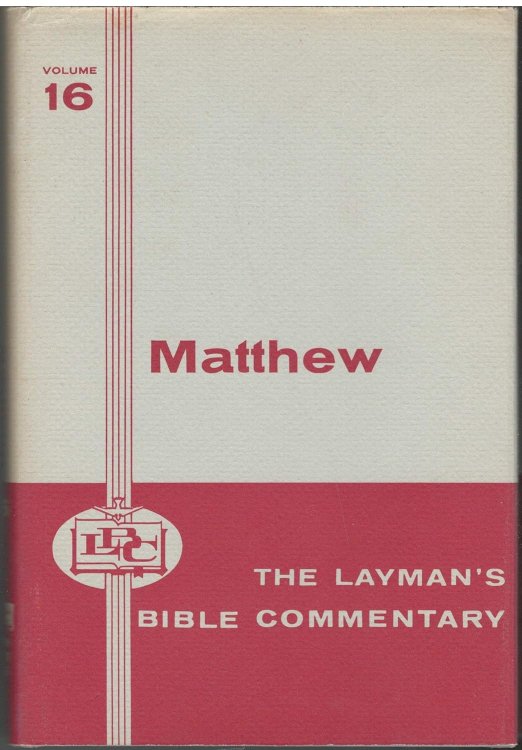 VOLUME
16
Matthew
LBC
THE LAYMAN'S
BIBLE COMMENTARY